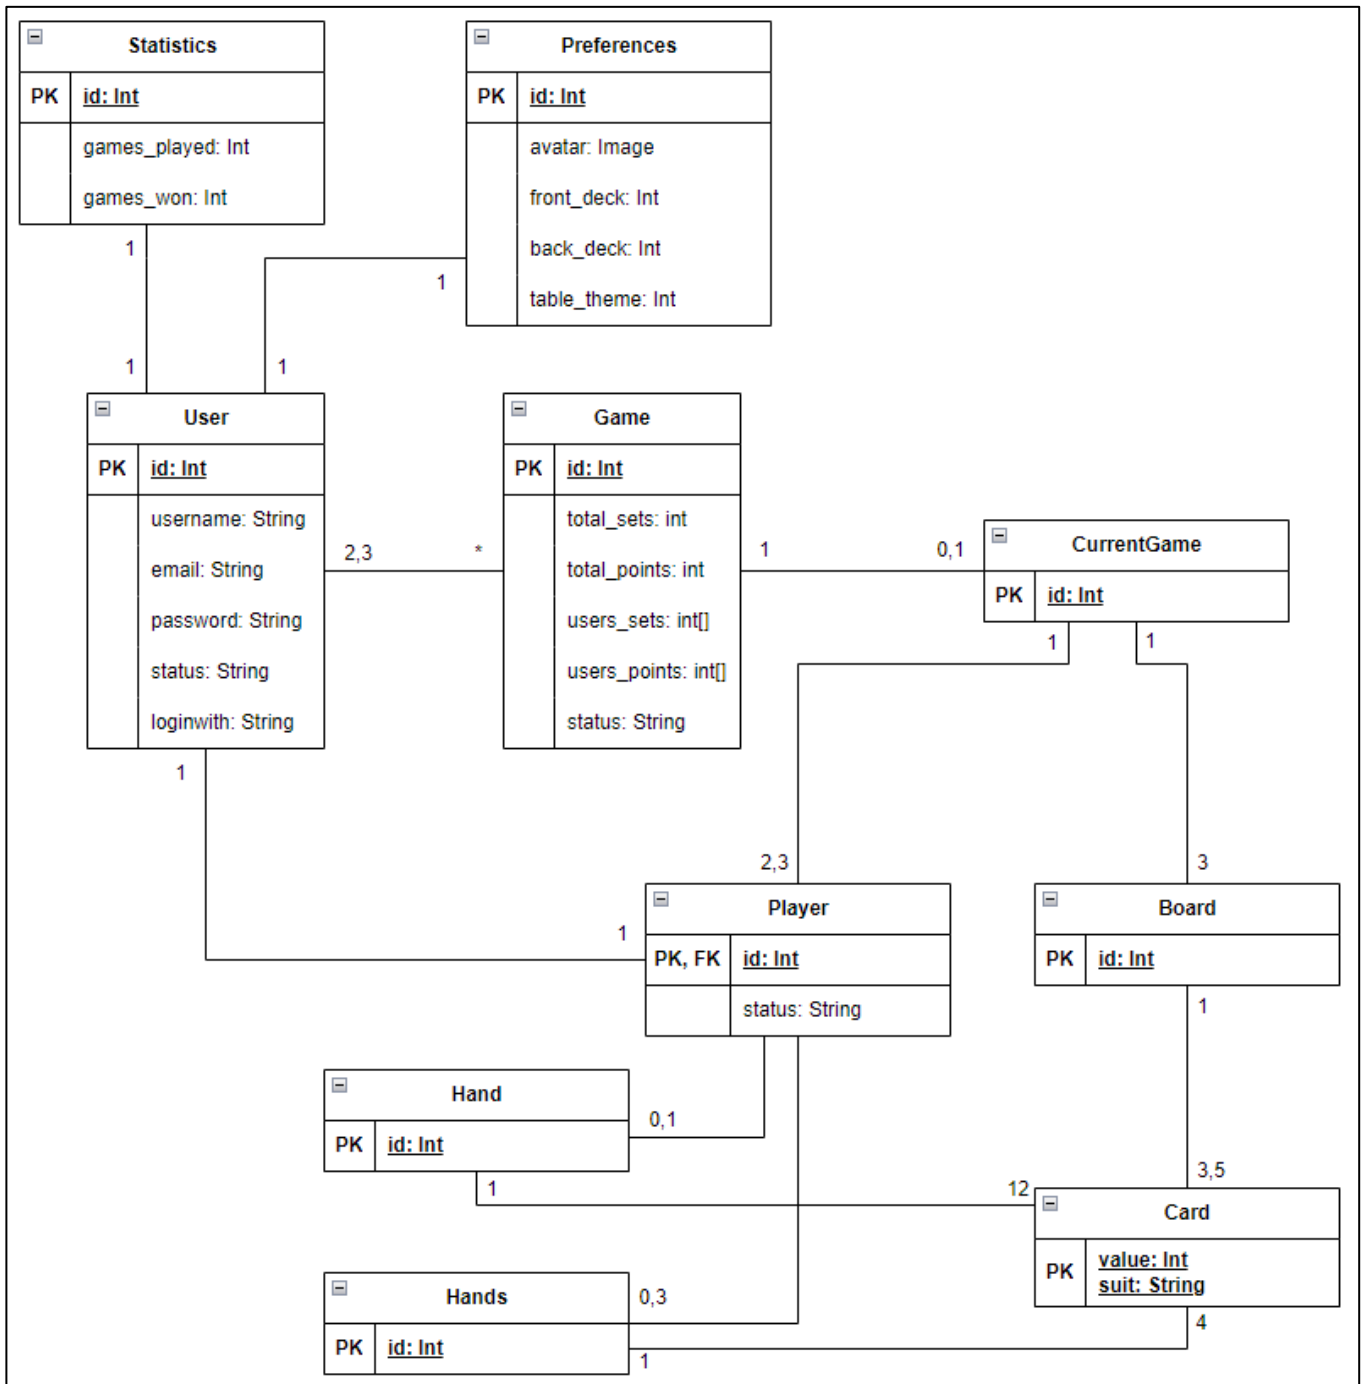 Statistics
PK id: Int
games_played: Int
games_won: Int
Preferences
PK id: Int
avatar: Image
front_deck: Int
back_deck: Int
table_theme: Int
1
1
1
1
User
PK id: Int
username: String
email: String
password: String
status: String
loginwith: String
2,3
*
Game
PK id: Int
total_sets: int
total_points: int
users_sets: int[]
users_points: int[]
status: String
1
0,1
CurrentGame
PK id: Int
1
1
1
2,3
3
1
Player
PK, FK id: Int
status: String
Board
PK id: Int
1
Hand
PK id: Int
0,1
1
12
3,5
Card
PK value: Int
suit: String
Hands
PK id: Int
0,3
1
4